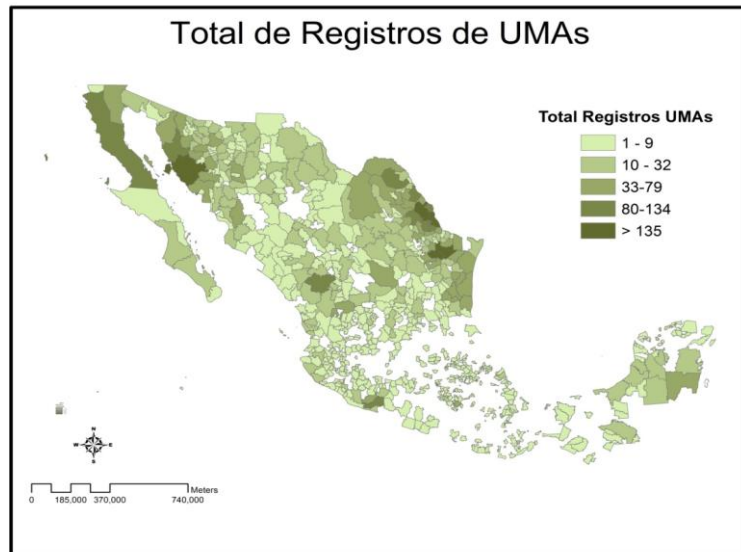 Total de Registros de UMAs
Total Registros UMAs
1 - 9
10 - 32
33-79
80-134
> 135
N
W E
S
Meters
0 185,000 370,000 740,000